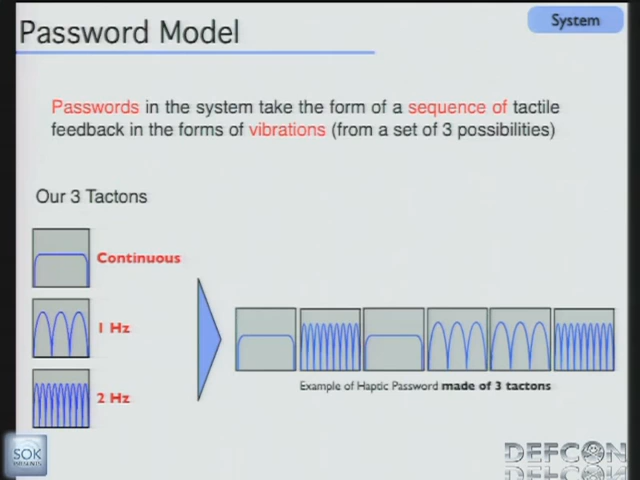 System
Password Model
Passwords in the system take the form of a sequence of tactile
feedback in the forms of vibrations (from a set of 3 possibilities)
Our 3 Tactons
Continuous
1 Hz
2 Hz
Example of Haptic Password made of 3 tactons
SOK
DEFCON